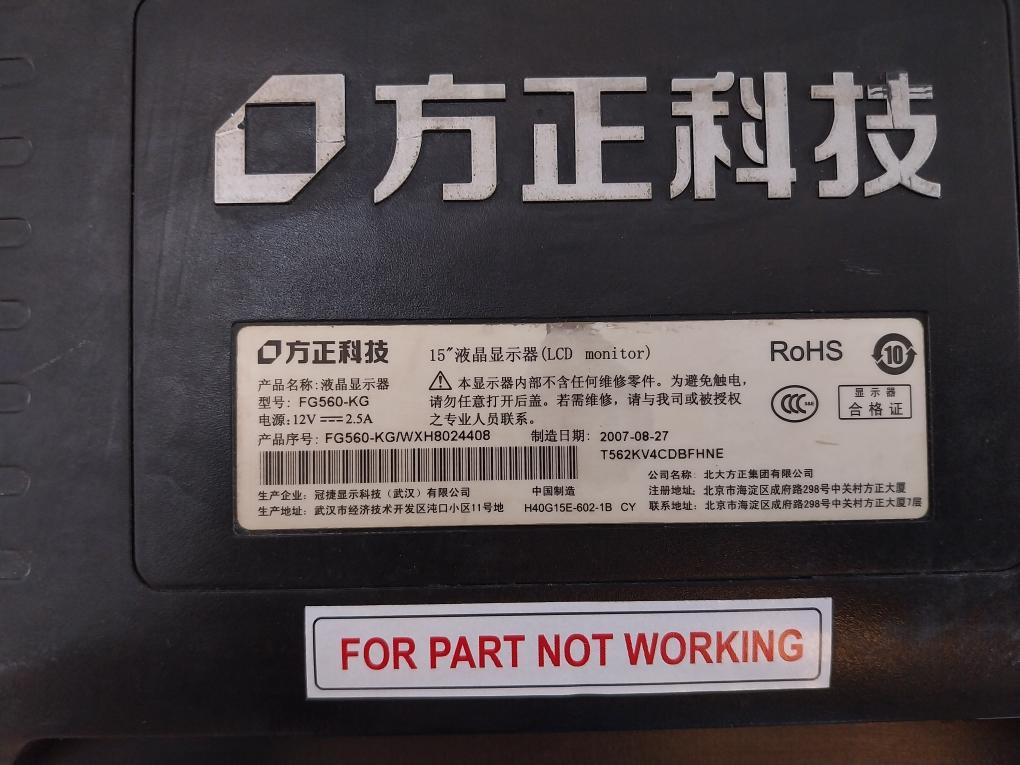 方正科技
方正科技
15"液晶显示器(LCD monitor)
RoHS
10
产品名称:液晶显示器
型号: FG560-KG
电源:12V 2.5A
本显示器内部不含任何维修零件。为避免触电,
请勿任意打开后盖。若需维修,请与我司或被授权
之专业人员联系。
CCC
S&E
显示器
合格证
产品序号: FG560-KG/WXH8024408
制造日期: 2007-08-27
T562KV4CDBFHNE
生产企业: 冠捷显示科技(武汉)有限公司
中国制造
生产地址: 武汉市经济技术开发区沌口小区11号地
H40G15E-602-1B CY
公司名称: 北大方正集团有限公司
注册地址: 北京市海淀区成府路298号中关村方正大厦
联系地址: 北京市海淀区成府路298号中关村方正大厦7层
FOR PART NOT WORKING